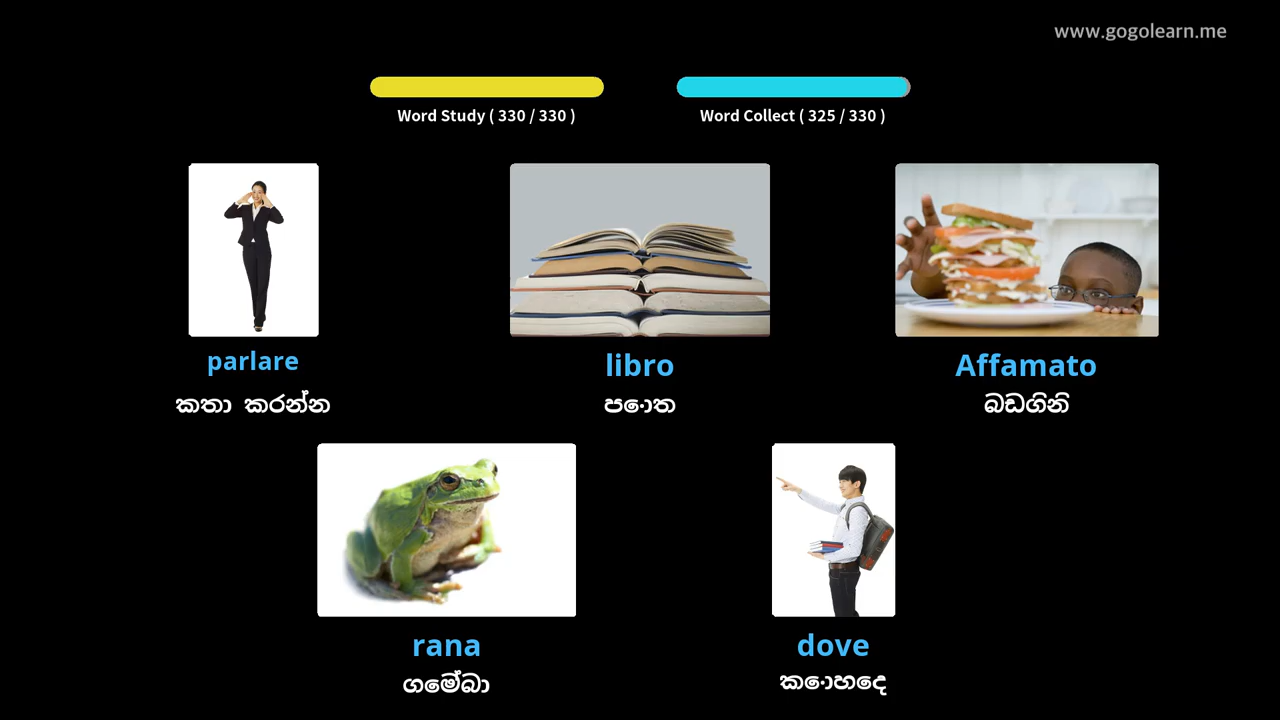 www.gogolearn.me
Word Study ( 330 / 330 )
Word Collect ( 325 / 330 )
parlare
libro
Affamato
කතා කරන්න
පොත
බඩගිනි
rana
dove
ගෙම්බා
කොහෙද